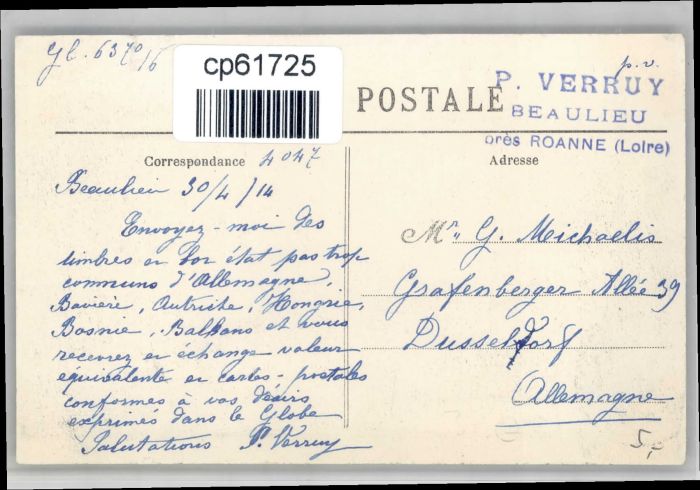 Gl. 6370/6
cp61725
p.v.
POSTALE
P. VERRUY
BEAULIEU
près ROANNE (Loire)
Correspondance 4047
Adresse
Beaulieu 30/4/14
Envoyez-moi des
timbres en bon état pas trop
communs d'Allemagne,
Bavière, Autriche, Hongrie,
Bosnie, Balkans et vous
recevrez en échange valeur
équivalente en cartes-postales
conformes à vos désirs
exprimés dans le Globe
Salutations P. Verruy
Mr. G. Michaelis
Grafenberger Allée 39
Dusseldorf
Allemagne
5,-